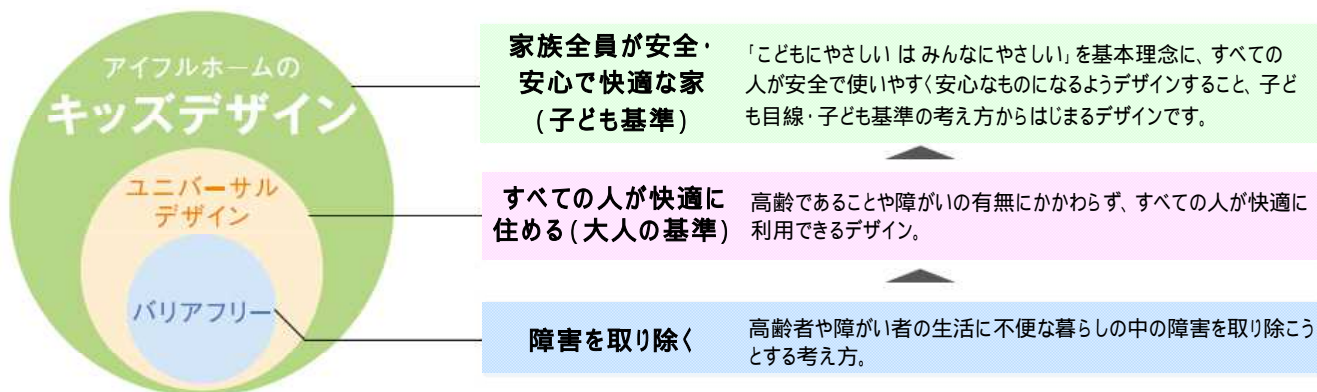 アイフルホームの
キッズデザイン
ユニバーサル
デザイン
バリアフリー
家族全員が安全・
安心で快適な家
(子ども基準)
「こどもにやさしい は みんなにやさしい」を基本理念に、すべての
人が安全で使いやすく安心なものになるようデザインすること、子ど
も目線・子ども基準の考え方からはじまるデザインです。
すべての人が快適に
住める(大人の基準)
高齢であることや障がいの有無にかかわらず、すべての人が快適に
利用できるデザイン。
障害を取り除く
高齢者や障がい者の生活に不便な暮らしの中の障害を取り除こう
とする考え方。